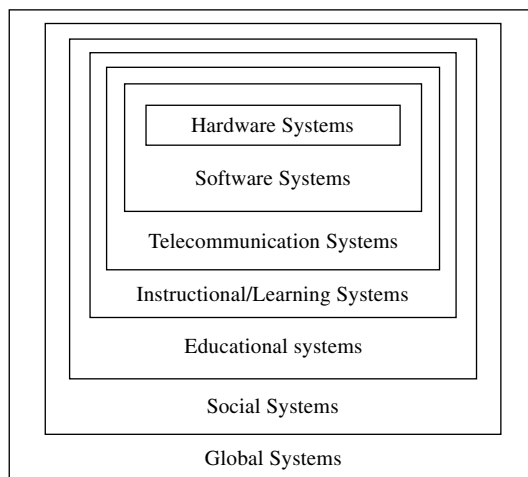 Hardware Systems
Software Systems
Telecommunication Systems
Instructional/Learning Systems
Educational systems
Social Systems
Global Systems